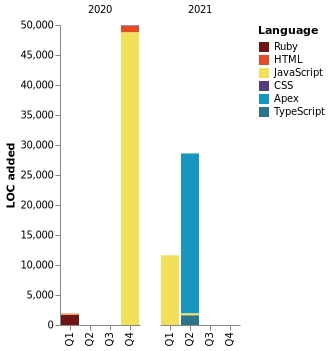 2020 2021
Language
Ruby
HTML
JavaScript
CSS
Apex
TypeScript
LOC added
50,000
45,000
40,000
35,000
30,000
25,000
20,000
15,000
10,000
5,000
0
Q1 Q2 Q3 Q4 Q1 Q2 Q3 Q4